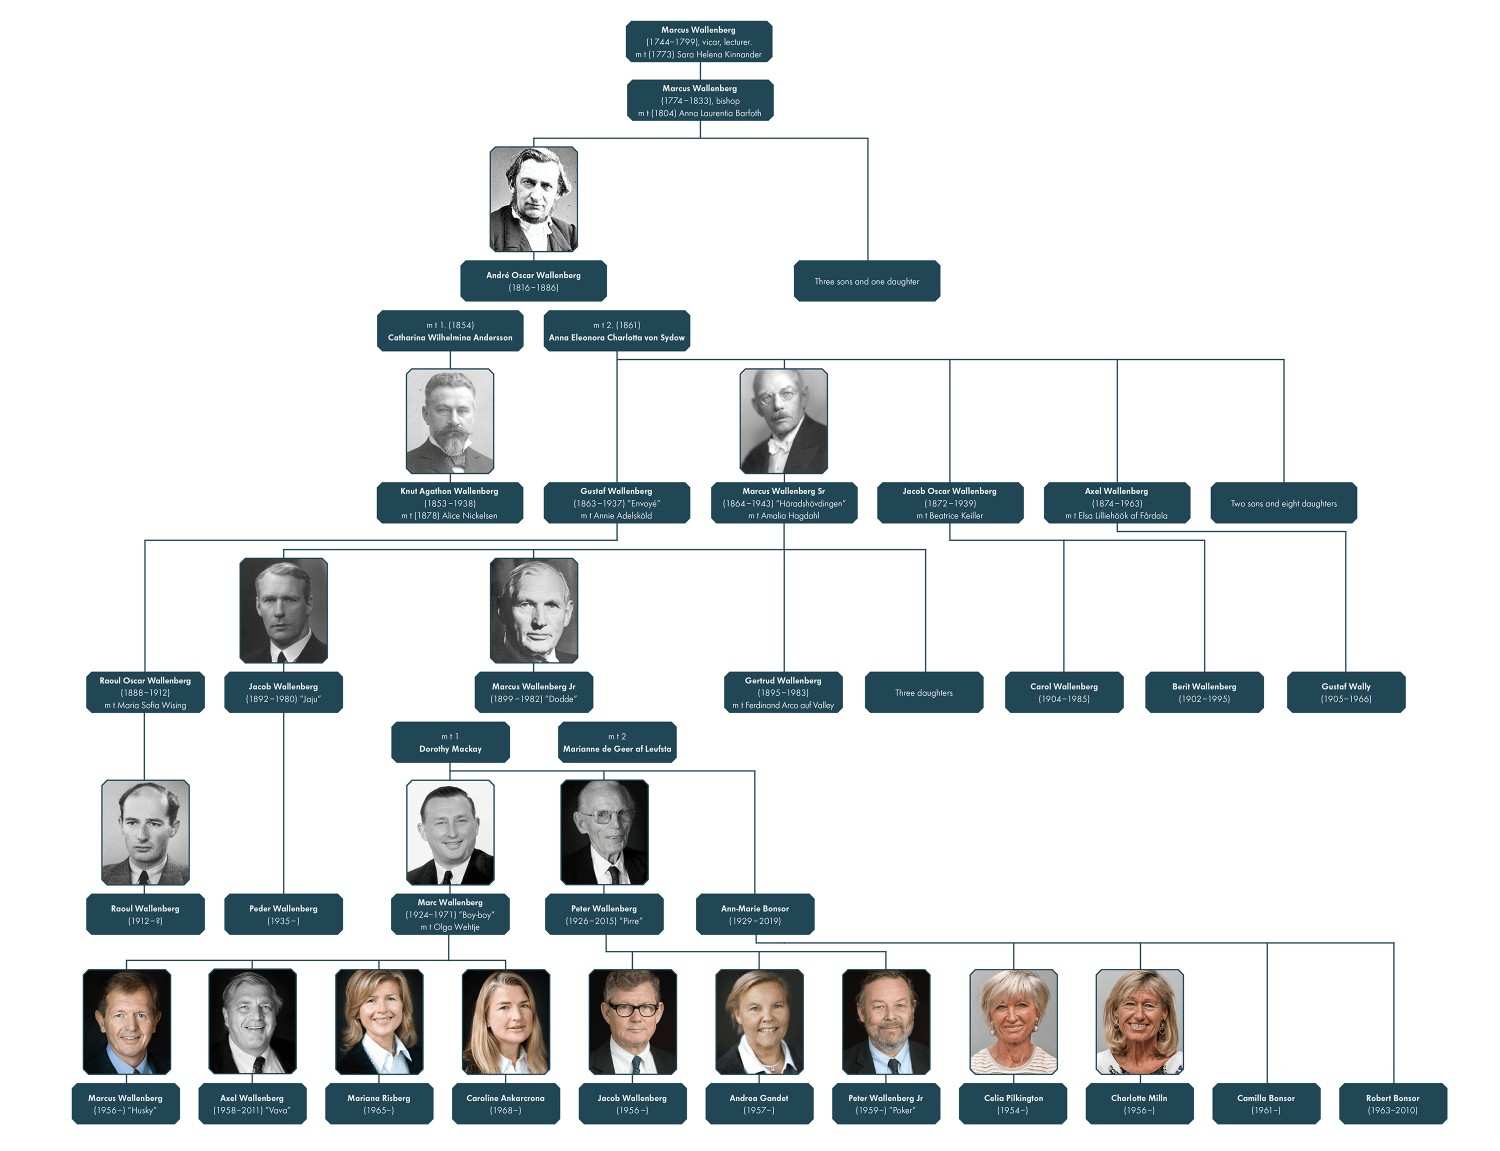 Marcus Wallenberg
(1744–1799), vicar, lecturer.
m t (1773) Sara Helena Kinnander
Marcus Wallenberg
(1774–1833), bishop
m t (1804) Anna Laurentia Barfoth
André Oscar Wallenberg
(1816–1886)
Three sons and one daughter
m t 1. (1854)
Catharina Wilhelmina Andersson
m t 2. (1861)
Anna Eleonora Charlotta von Sydow
Knut Agathon Wallenberg
(1853–1938)
m t (1878) Alice Nickelsen
Gustaf Wallenberg
(1863–1937) "Envoyé"
m t Annie Adelsköld
Marcus Wallenberg Sr
(1864–1943) "Häradshövdingen"
m t Amalia Hagdahl
Jacob Oscar Wallenberg
(1872–1939)
m t Beatrice Keiller
Axel Wallenberg
(1874–1963)
m t Elsa Lilliehöök af Fårdala
Two sons and eight daughters
Raoul Oscar Wallenberg
(1888–1912)
m t Maria Sofia Wising
Jacob Wallenberg
(1892–1980) "Jaju"
Marcus Wallenberg Jr
(1899–1982) "Dodde"
Gertrud Wallenberg
(1895–1983)
m t Ferdinand Arco auf Valley
Three daughters
Carol Wallenberg
(1904–1985)
Berit Wallenberg
(1902–1995)
Gustaf Wally
(1905–1966)
m t 1
Dorothy Mackay
m t 2
Marianne de Geer af Leufsta
Raoul Wallenberg
(1912–?)
Peder Wallenberg
(1935–)
Marc Wallenberg
(1924–1971) "Boy-boy"
m t Olga Wehtje
Peter Wallenberg
(1926–2015) "Pirre"
Ann-Marie Bonsor
(1929–2019)
Marcus Wallenberg
(1956–) "Husky"
Axel Wallenberg
(1958–2011) "Vava"
Mariana Risberg
(1965–)
Caroline Ankarcrona
(1968–)
Jacob Wallenberg
(1956–)
Andrea Gandet
(1957–)
Peter Wallenberg Jr
(1959–) "Poker"
Celia Pilkington
(1954–)
Charlotte Milln
(1956–)
Camilla Bonsor
(1961–)
Robert Bonsor
(1963–2010)